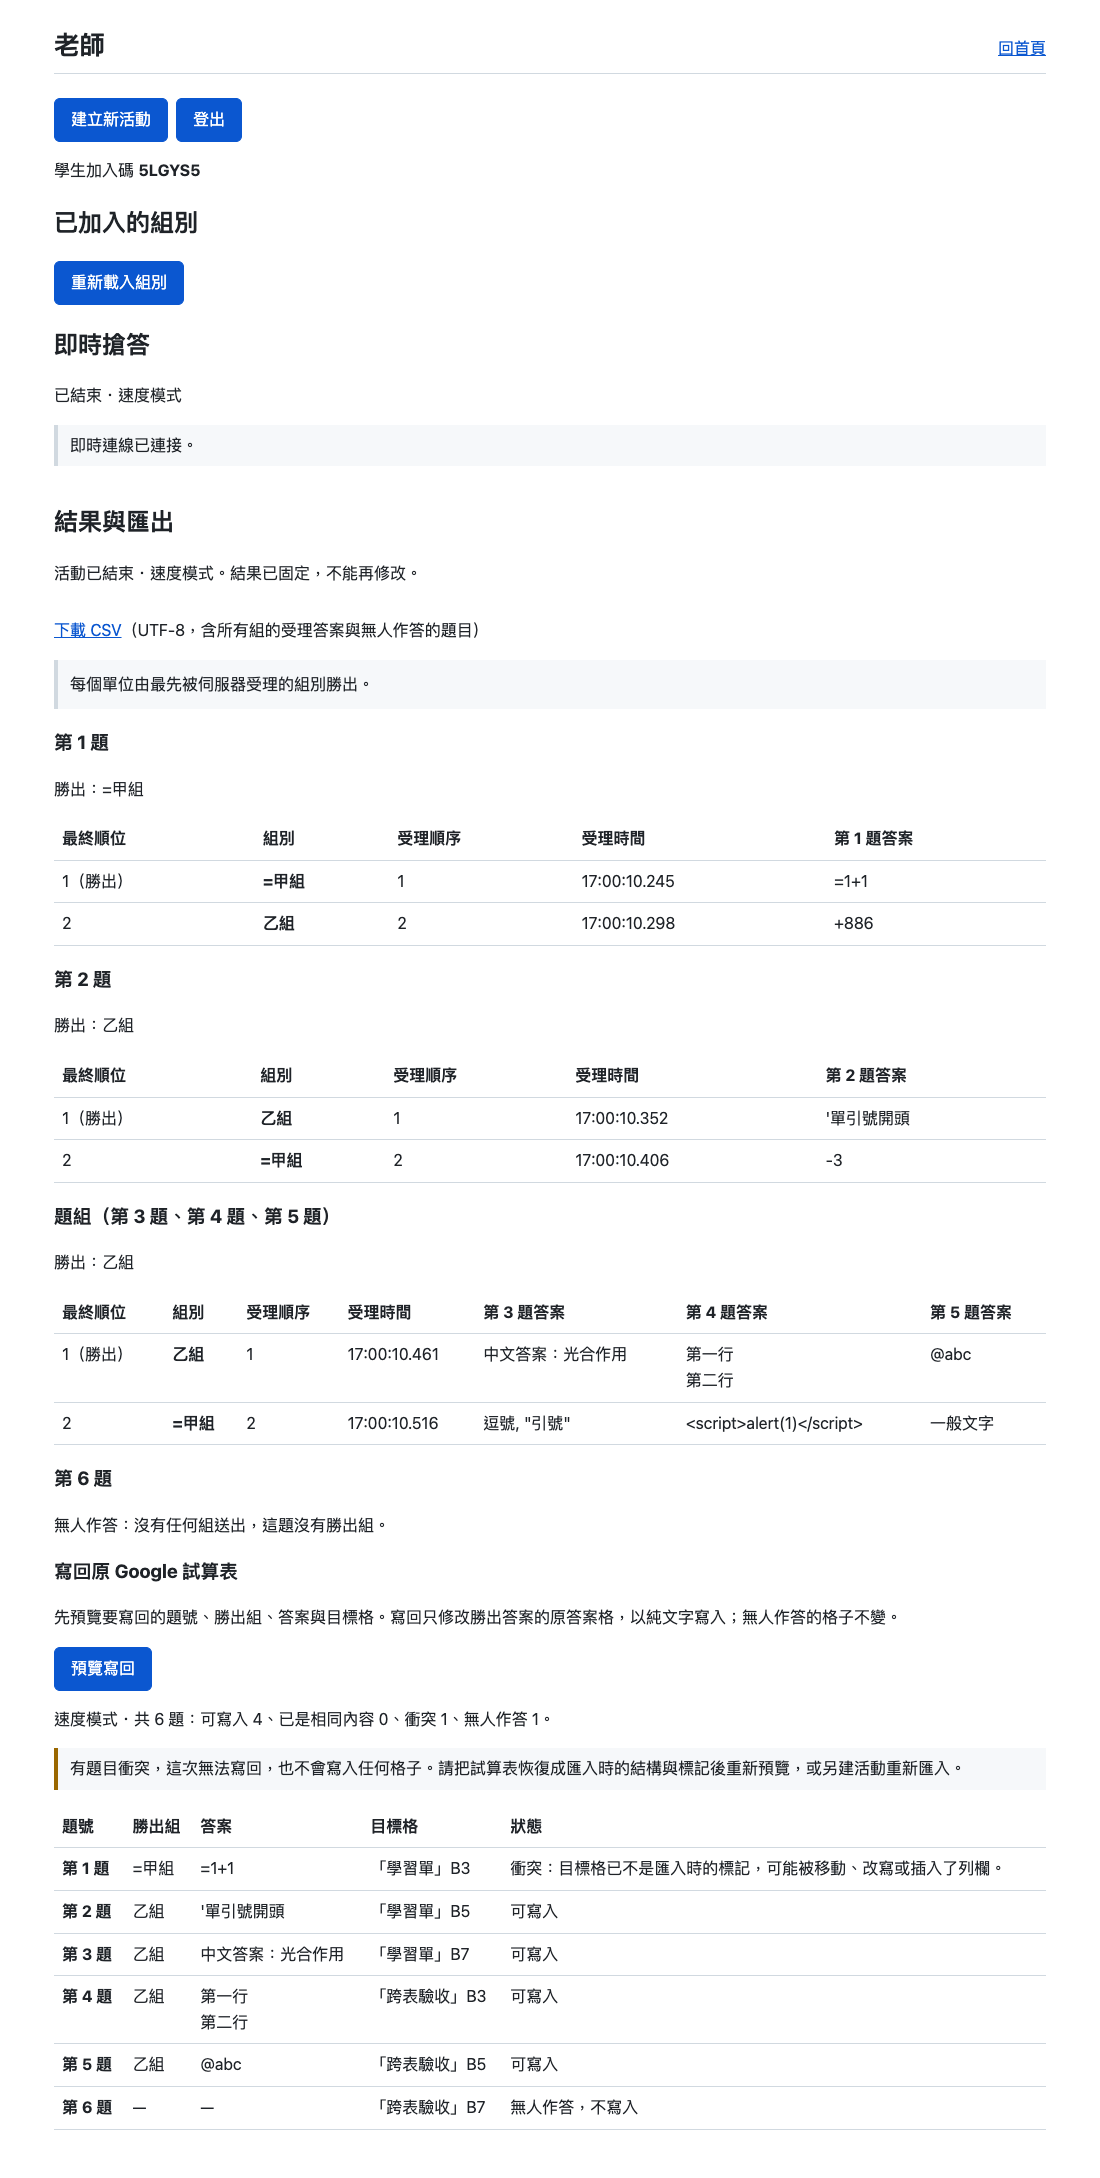 老師
回首頁
建立新活動 登出
學生加入碼 5LGYS5
已加入的組別
重新載入組別
即時搶答
已結束・速度模式
即時連線已連接。
結果與匯出
活動已結束・速度模式。結果已固定，不能再修改。
下載 CSV（UTF-8，含所有組的受理答案與無人作答的題目）
每個單位由最先被伺服器受理的組別勝出。
第 1 題
勝出：=甲組
最終順位 組別 受理順序 受理時間 第 1 題答案
1（勝出） =甲組 1 17:00:10.245 =1+1
2 乙組 2 17:00:10.298 +886
第 2 題
勝出：乙組
最終順位 組別 受理順序 受理時間 第 2 題答案
1（勝出） 乙組 1 17:00:10.352 '單引號開頭
2 =甲組 2 17:00:10.406 -3
題組（第 3 題、第 4 題、第 5 題）
勝出：乙組
最終順位 組別 受理順序 受理時間 第 3 題答案 第 4 題答案 第 5 題答案
1（勝出） 乙組 1 17:00:10.461 中文答案：光合作用 第一行 @abc
第二行
2 =甲組 2 17:00:10.516 逗號, "引號" <script>alert(1)</script> 一般文字
第 6 題
無人作答：沒有任何組送出，這題沒有勝出組。
寫回原 Google 試算表
先預覽要寫回的題號、勝出組、答案與目標格。寫回只修改勝出答案的原答案格，以純文字寫入；無人作答的格子不變。
預覽寫回
速度模式・共 6 題：可寫入 4、已是相同內容 0、衝突 1、無人作答 1。
有題目衝突，這次無法寫回，也不會寫入任何格子。請把試算表恢復成匯入時的結構與標記後重新預覽，或另建活動重新匯入。
題號 勝出組 答案 目標格 狀態
第 1 題 =甲組 =1+1 「學習單」B3 衝突：目標格已不是匯入時的標記，可能被移動、改寫或插入了列欄。
第 2 題 乙組 '單引號開頭 「學習單」B5 可寫入
第 3 題 乙組 中文答案：光合作用 「學習單」B7 可寫入
第 4 題 乙組 第一行 「跨表驗收」B3 可寫入
第二行
第 5 題 乙組 @abc 「跨表驗收」B5 可寫入
第 6 題 — — 「跨表驗收」B7 無人作答，不寫入